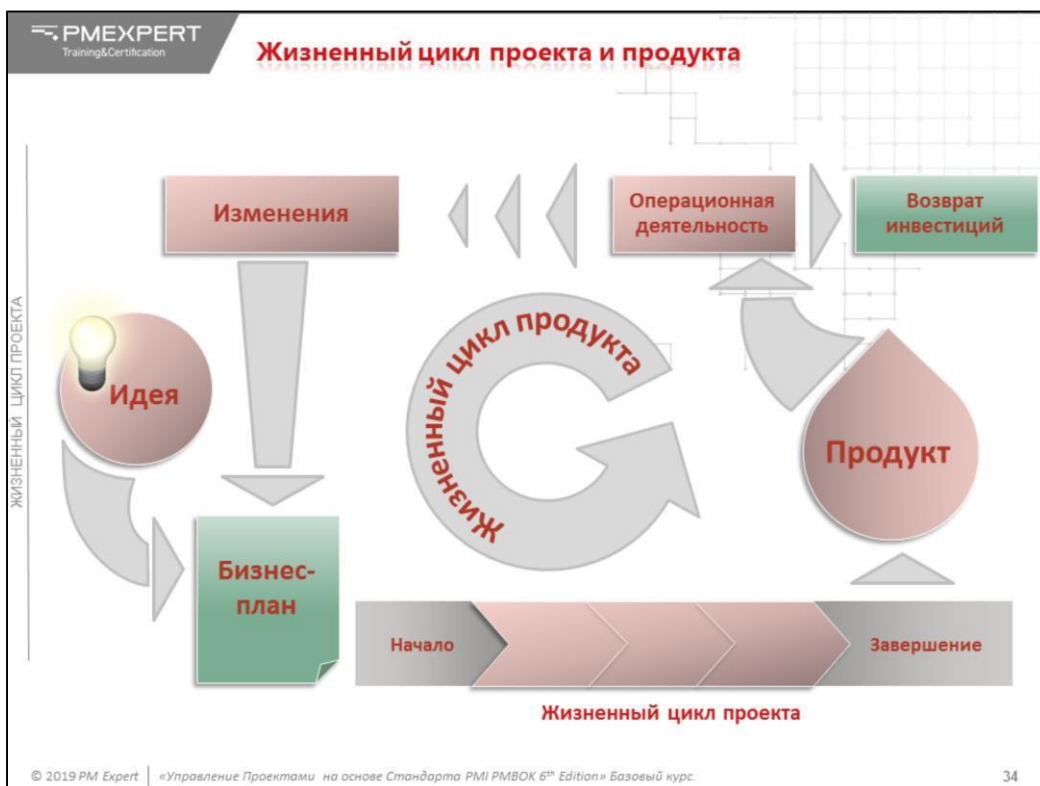 PMEXPERT
Training&Certification
Жизненный цикл проекта и продукта
ЖИЗНЕННЫЙ ЦИКЛ ПРОЕКТА
Изменения
Операционная
деятельность
Возврат
инвестиций
Идея
Жизненный цикл продукта
Продукт
Бизнес-
план
Начало
Завершение
Жизненный цикл проекта
© 2019 PM Expert
«Управление Проектами на основе Стандарта PMI PMBOK 6th Edition» Базовый курс.
34